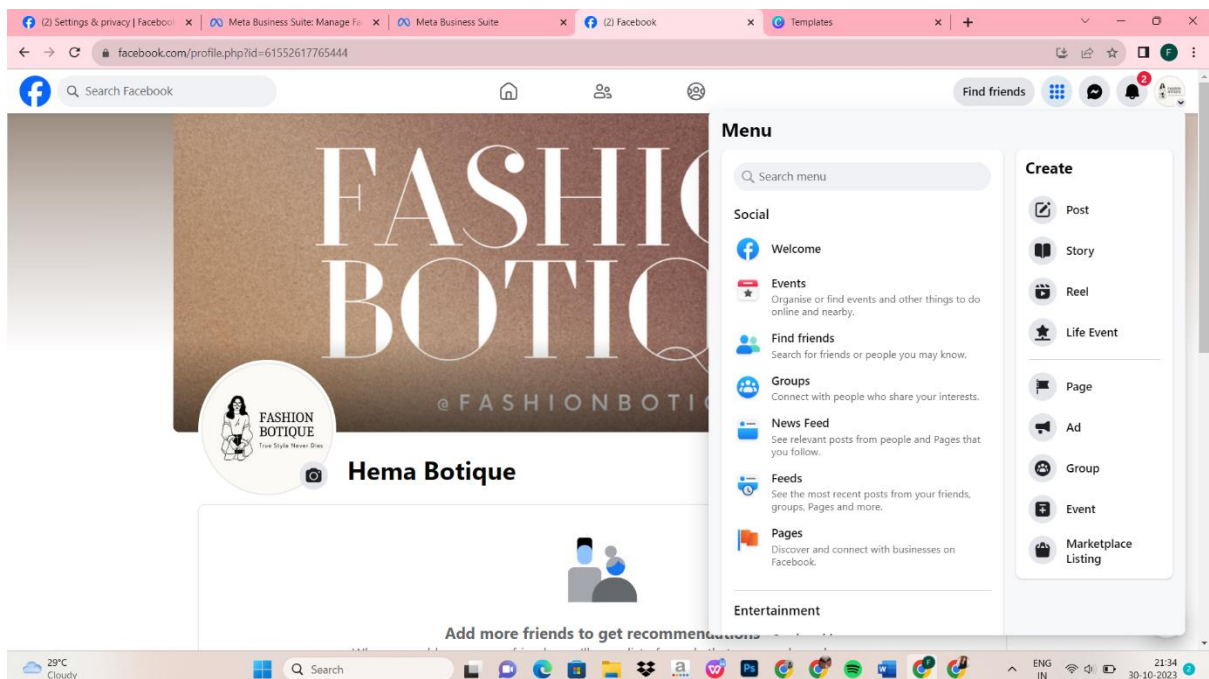 (2) Settings & privacy | Facebook
Meta Business Suite: Manage Fa
Meta Business Suite
(2) Facebook
Templates
facebook.com/profile.php?id=61552617765444
F
Search Facebook
Find friends
2
FASHIO
BOTIQ
@FASHIONBOTIQ
FASHION
BOTIQUE
True Style Never Dies
Hema Botique
Add more friends to get recommendations
Menu
Search menu
Social
Welcome
Events
Organise or find events and other things to do
online and nearby.
Find friends
Search for friends or people you may know.
Groups
Connect with people who share your interests.
News Feed
See relevant posts from people and Pages that
you follow.
Feeds
See the most recent posts from your friends,
groups, Pages and more.
Pages
Discover and connect with businesses on
Facebook.
Entertainment
Create
Post
Story
Reel
Life Event
Page
Ad
Group
Event
Marketplace
Listing
29°C
Cloudy
Search
ENG
IN
21:34
30-10-2023
2